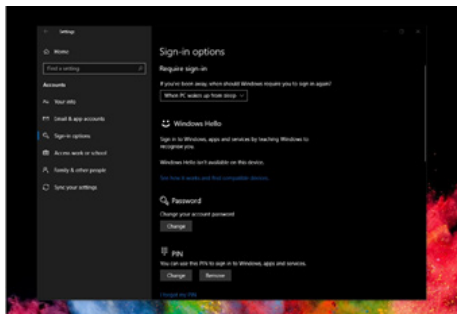 Settings
Home
Find a setting
Accounts
Your info
Email & app accounts
Sign-in options
Access work or school
Family & other people
Sync your settings
Sign-in options
Require sign-in
If you've been away, when should Windows require you to sign in again?
When PC wakes up from sleep
Windows Hello
Sign in to Windows, apps and services by teaching Windows to
recognise you.
Windows Hello isn't available on this device.
See how it works and find compatible devices.
Password
Change your account password
Change
PIN
You can use this PIN to sign in to Windows, apps and services.
Change Remove
I forgot my PIN